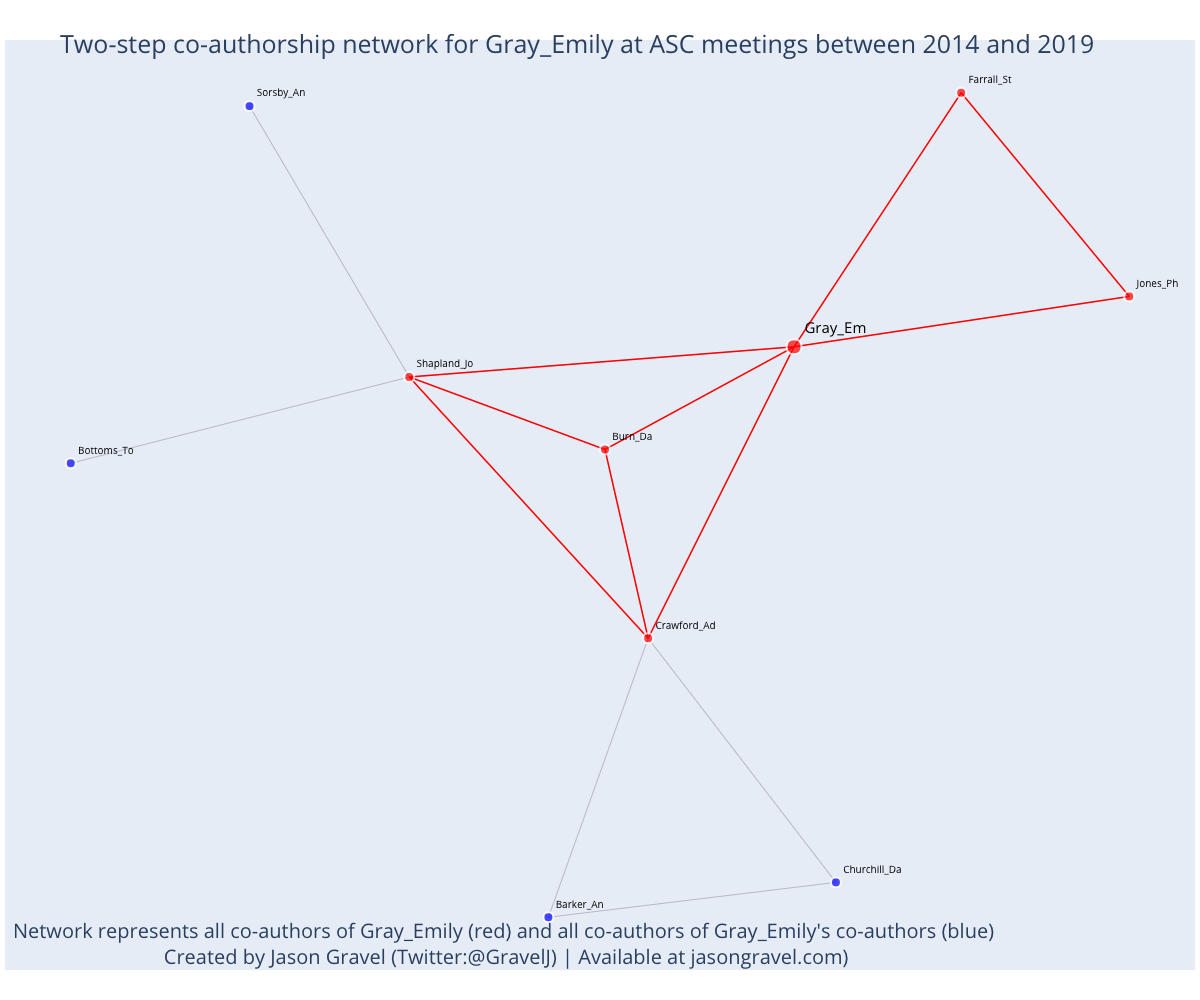 Two-step co-authorship network for Gray_Emily at ASC meetings between 2014 and 2019
Farrall_St
Sorsby_An
Jones_Ph
Gray_Em
Shapland_Jo
Burn_Da
Bottoms_To
Crawford_Ad
Churchill_Da
Barker_An
Network represents all co-authors of Gray_Emily (red) and all co-authors of Gray_Emily's co-authors (blue)
Created by Jason Gravel (Twitter:@GravelJ) | Available at jasongravel.com)